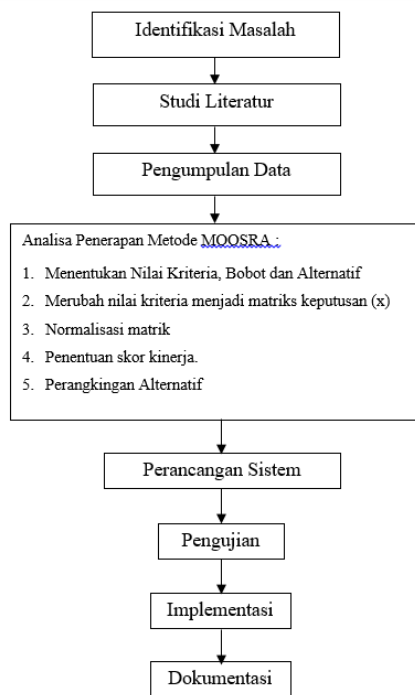 Identifikasi Masalah
Studi Literatur
Pengumpulan Data
Analisa Penerapan Metode MOOSRA :
1. Menentukan Nilai Kriteria, Bobot dan Alternatif
2. Merubah nilai kriteria menjadi matriks keputusan (x)
3. Normalisasi matrik
4. Penentuan skor kinerja.
5. Perangkingan Alternatif
Perancangan Sistem
Pengujian
Implementasi
Dokumentasi